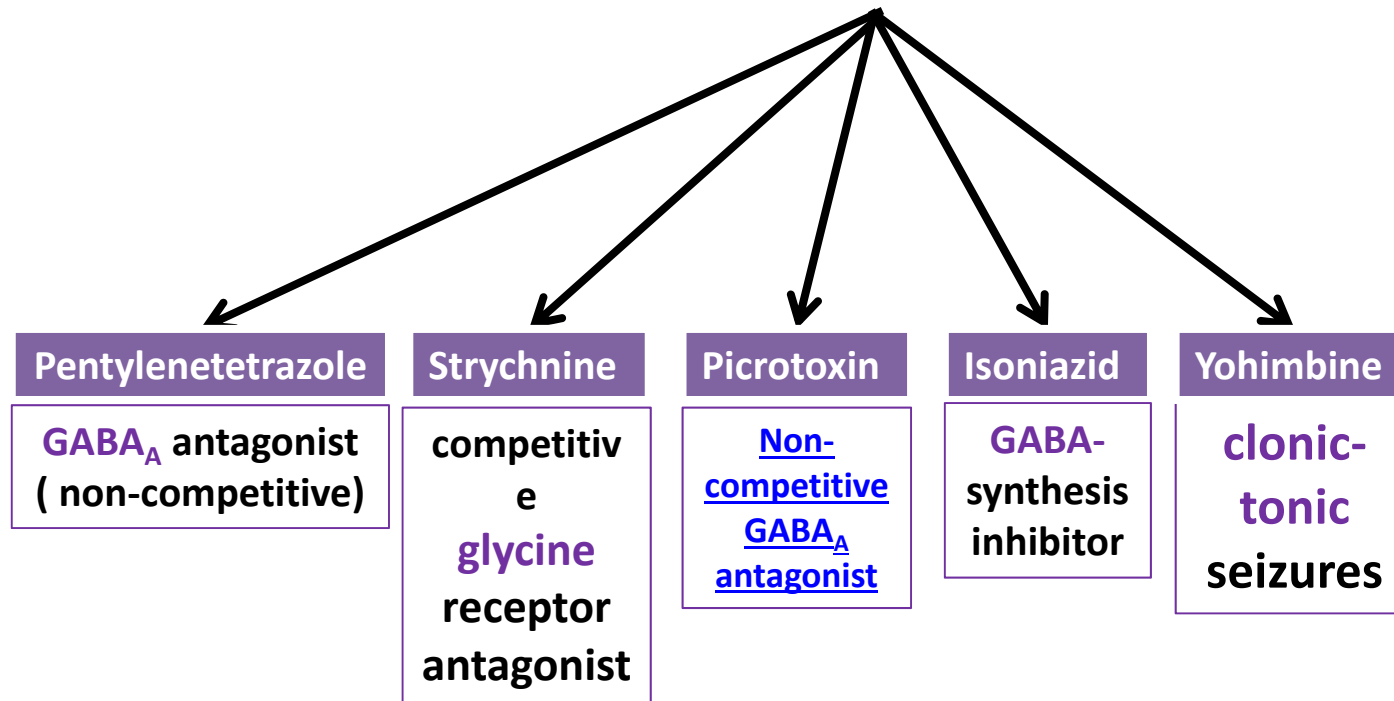 Pentylenetetrazole
GABAA antagonist
( non-competitive)
Strychnine
competitiv
e
glycine
receptor
antagonist
Picrotoxin
Non-
competitive
GABAA
antagonist
Isoniazid
GABA-
synthesis
inhibitor
Yohimbine
clonic-
tonic
seizures